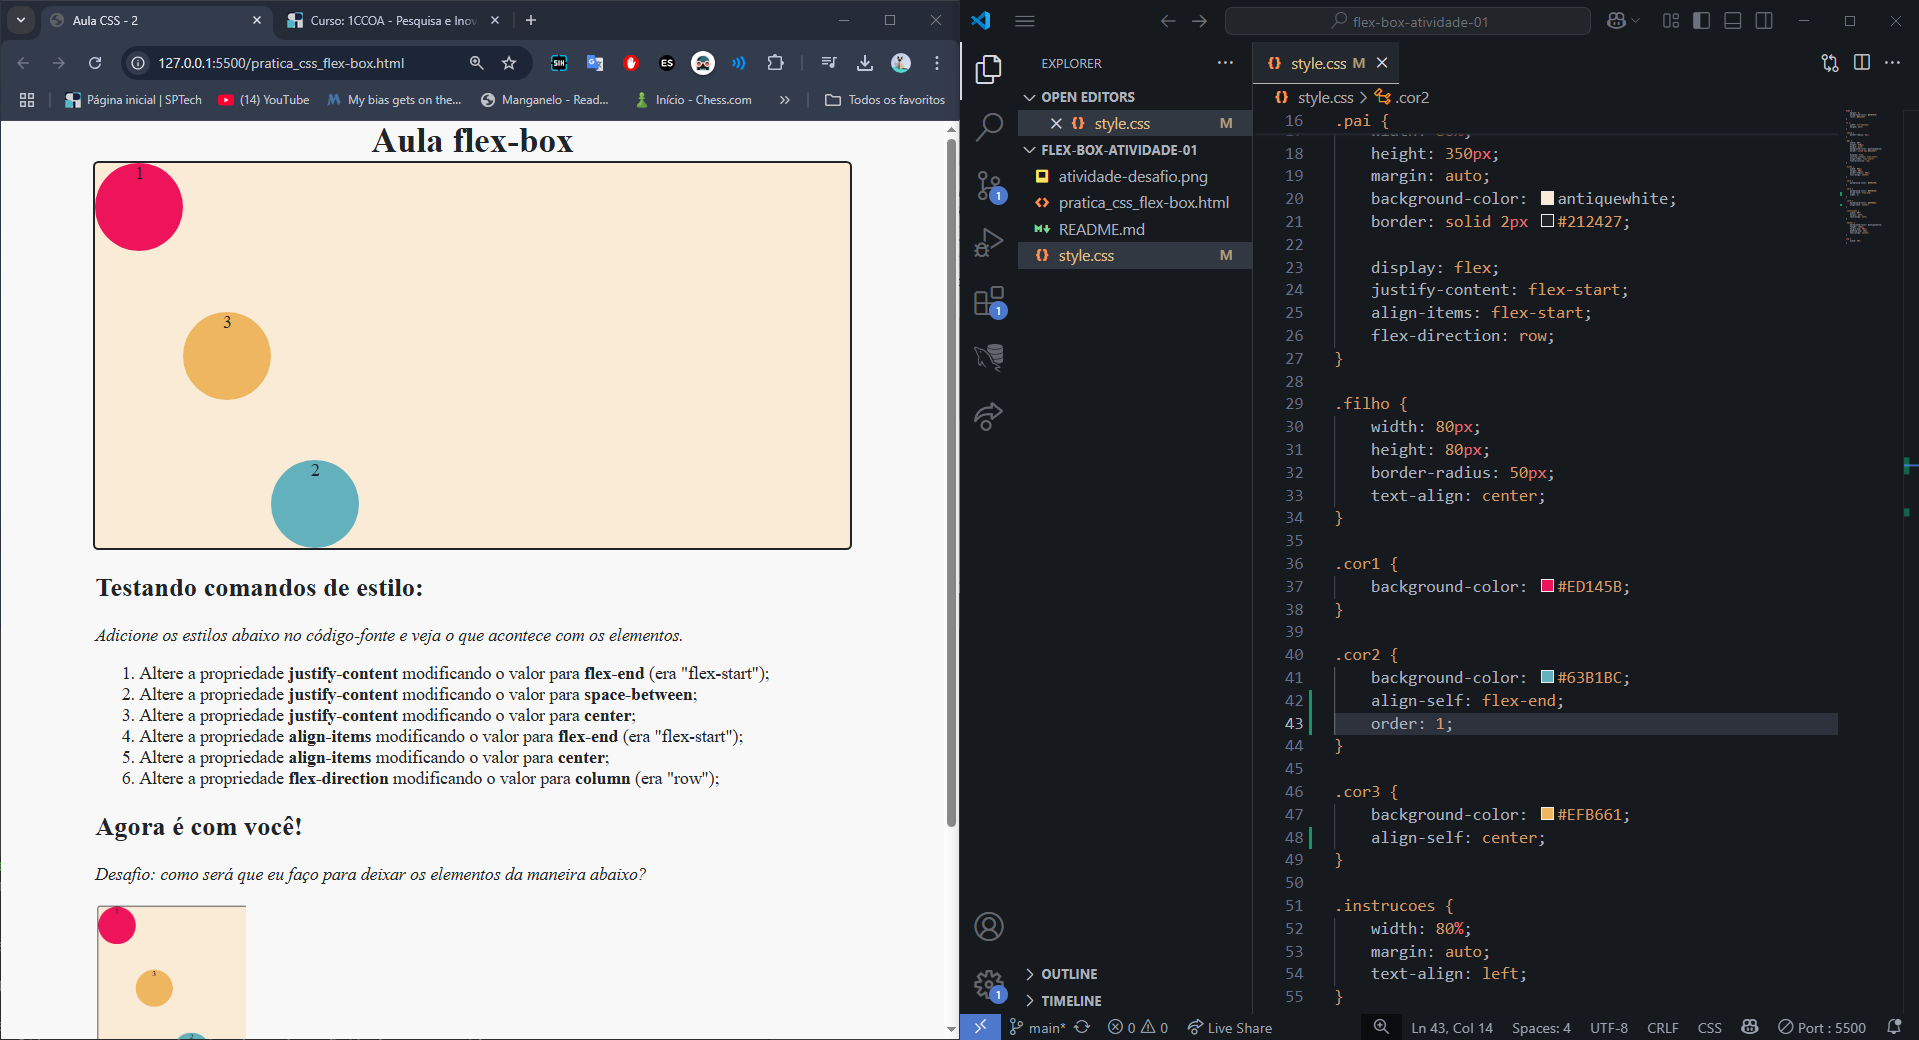 Aula CSS - 2
Curso: 1CCOA - Pesquisa e Inov
127.0.0.1:5500/pratica_css_flex-box.html
SIH
ES
Página inicial | SPTech
(14) YouTube
My bias gets on the...
Manganelo - Read...
Início - Chess.com
»
Todos os favoritos
Aula flex-box
1
3
2
Testando comandos de estilo:
Adicione os estilos abaixo no código-fonte e veja o que acontece com os elementos.
1. Altere a propriedade justify-content modificando o valor para flex-end (era "flex-start");
2. Altere a propriedade justify-content modificando o valor para space-between;
3. Altere a propriedade justify-content modificando o valor para center;
4. Altere a propriedade align-items modificando o valor para flex-end (era "flex-start");
5. Altere a propriedade align-items modificando o valor para center;
6. Altere a propriedade flex-direction modificando o valor para column (era "row");
Agora é com você!
Desafio: como será que eu faço para deixar os elementos da maneira abaixo?
1
3
2
flex-box-atividade-01
EXPLORER
OPEN EDITORS
style.css M
FLEX-BOX-ATIVIDADE-01
atividade-desafio.png
pratica_css_flex-box.html
README.md
style.css M
1
1
1
OUTLINE
TIMELINE
style.css M
style.css > .cor2
16 .pai {
18 height: 350px;
19 margin: auto;
20 background-color: antiquewhite;
21 border: solid 2px #212427;
22
23 display: flex;
24 justify-content: flex-start;
25 align-items: flex-start;
26 flex-direction: row;
27 }
28
29 .filho {
30 width: 80px;
31 height: 80px;
32 border-radius: 50px;
33 text-align: center;
34 }
35
36 .cor1 {
37 background-color: #ED145B;
38 }
39
40 .cor2 {
41 background-color: #63B1BC;
42 align-self: flex-end;
43 order: 1;
44 }
45
46 .cor3 {
47 background-color: #EFB661;
48 align-self: center;
49 }
50
51 .instrucoes {
52 width: 80%;
53 margin: auto;
54 text-align: left;
55 }
main* 0 0 Live Share Ln 43, Col 14 Spaces: 4 UTF-8 CRLF CSS Port : 5500